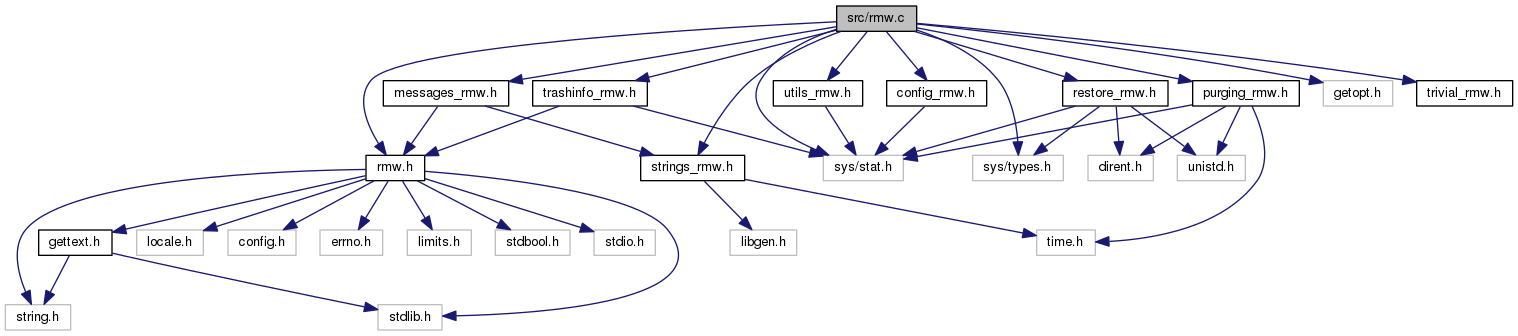 src/rmw.c
messages_rmw.h
trashinfo_rmw.h
utils_rmw.h
config_rmw.h
restore_rmw.h
purging_rmw.h
getopt.h
trivial_rmw.h
rmw.h
strings_rmw.h
sys/stat.h
sys/types.h
dirent.h
unistd.h
gettext.h
locale.h
config.h
errno.h
limits.h
stdbool.h
stdio.h
libgen.h
time.h
string.h
stdlib.h